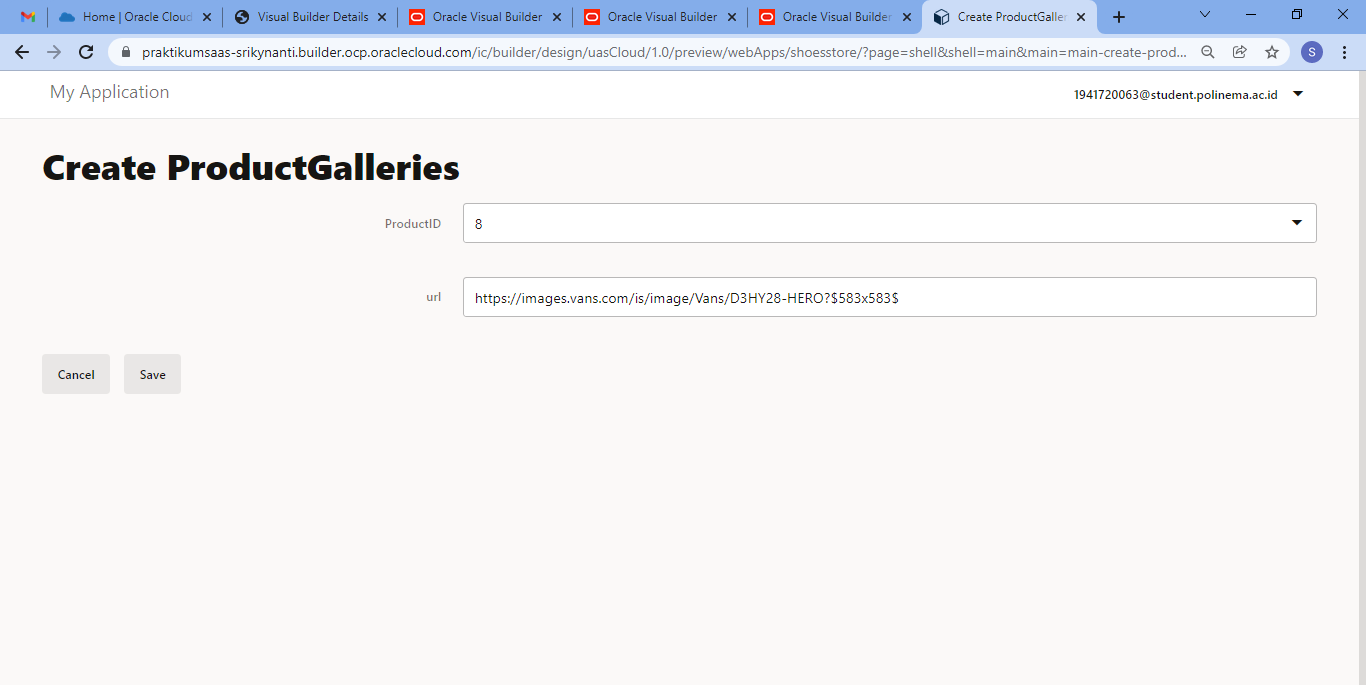 Home | Oracle Cloud
Visual Builder Details
Oracle Visual Builder
Oracle Visual Builder
Oracle Visual Builder
Create ProductGaller
praktikumsaas-srikynanti.builder.ocp.oraclecloud.com/ic/builder/design/uasCloud/1.0/preview/webApps/shoesstore/?page=shell&shell=main&main=main-create-prod...
S
My Application
1941720063@student.polinema.ac.id
Create ProductGalleries
ProductID
8
url
https://images.vans.com/is/image/Vans/D3HY28-HERO?$583x583$
Cancel
Save